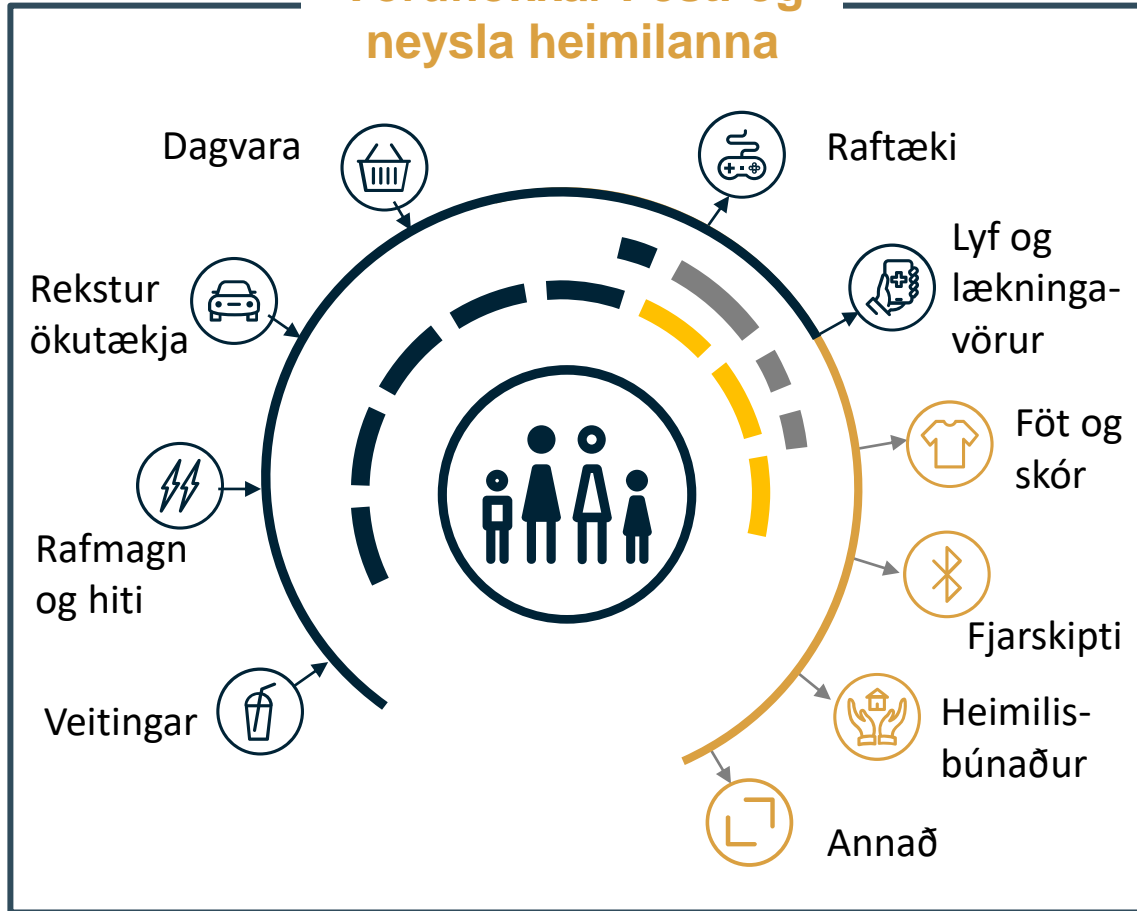 neysla heimilanna
Dagvara
Raftæki
Lyf og
lækninga-
vörur
Rekstur
ökutækja
Föt og
skór
Rafmagn
og hiti
Fjarskipti
Veitingar
Heimilis-
búnaður
Annað